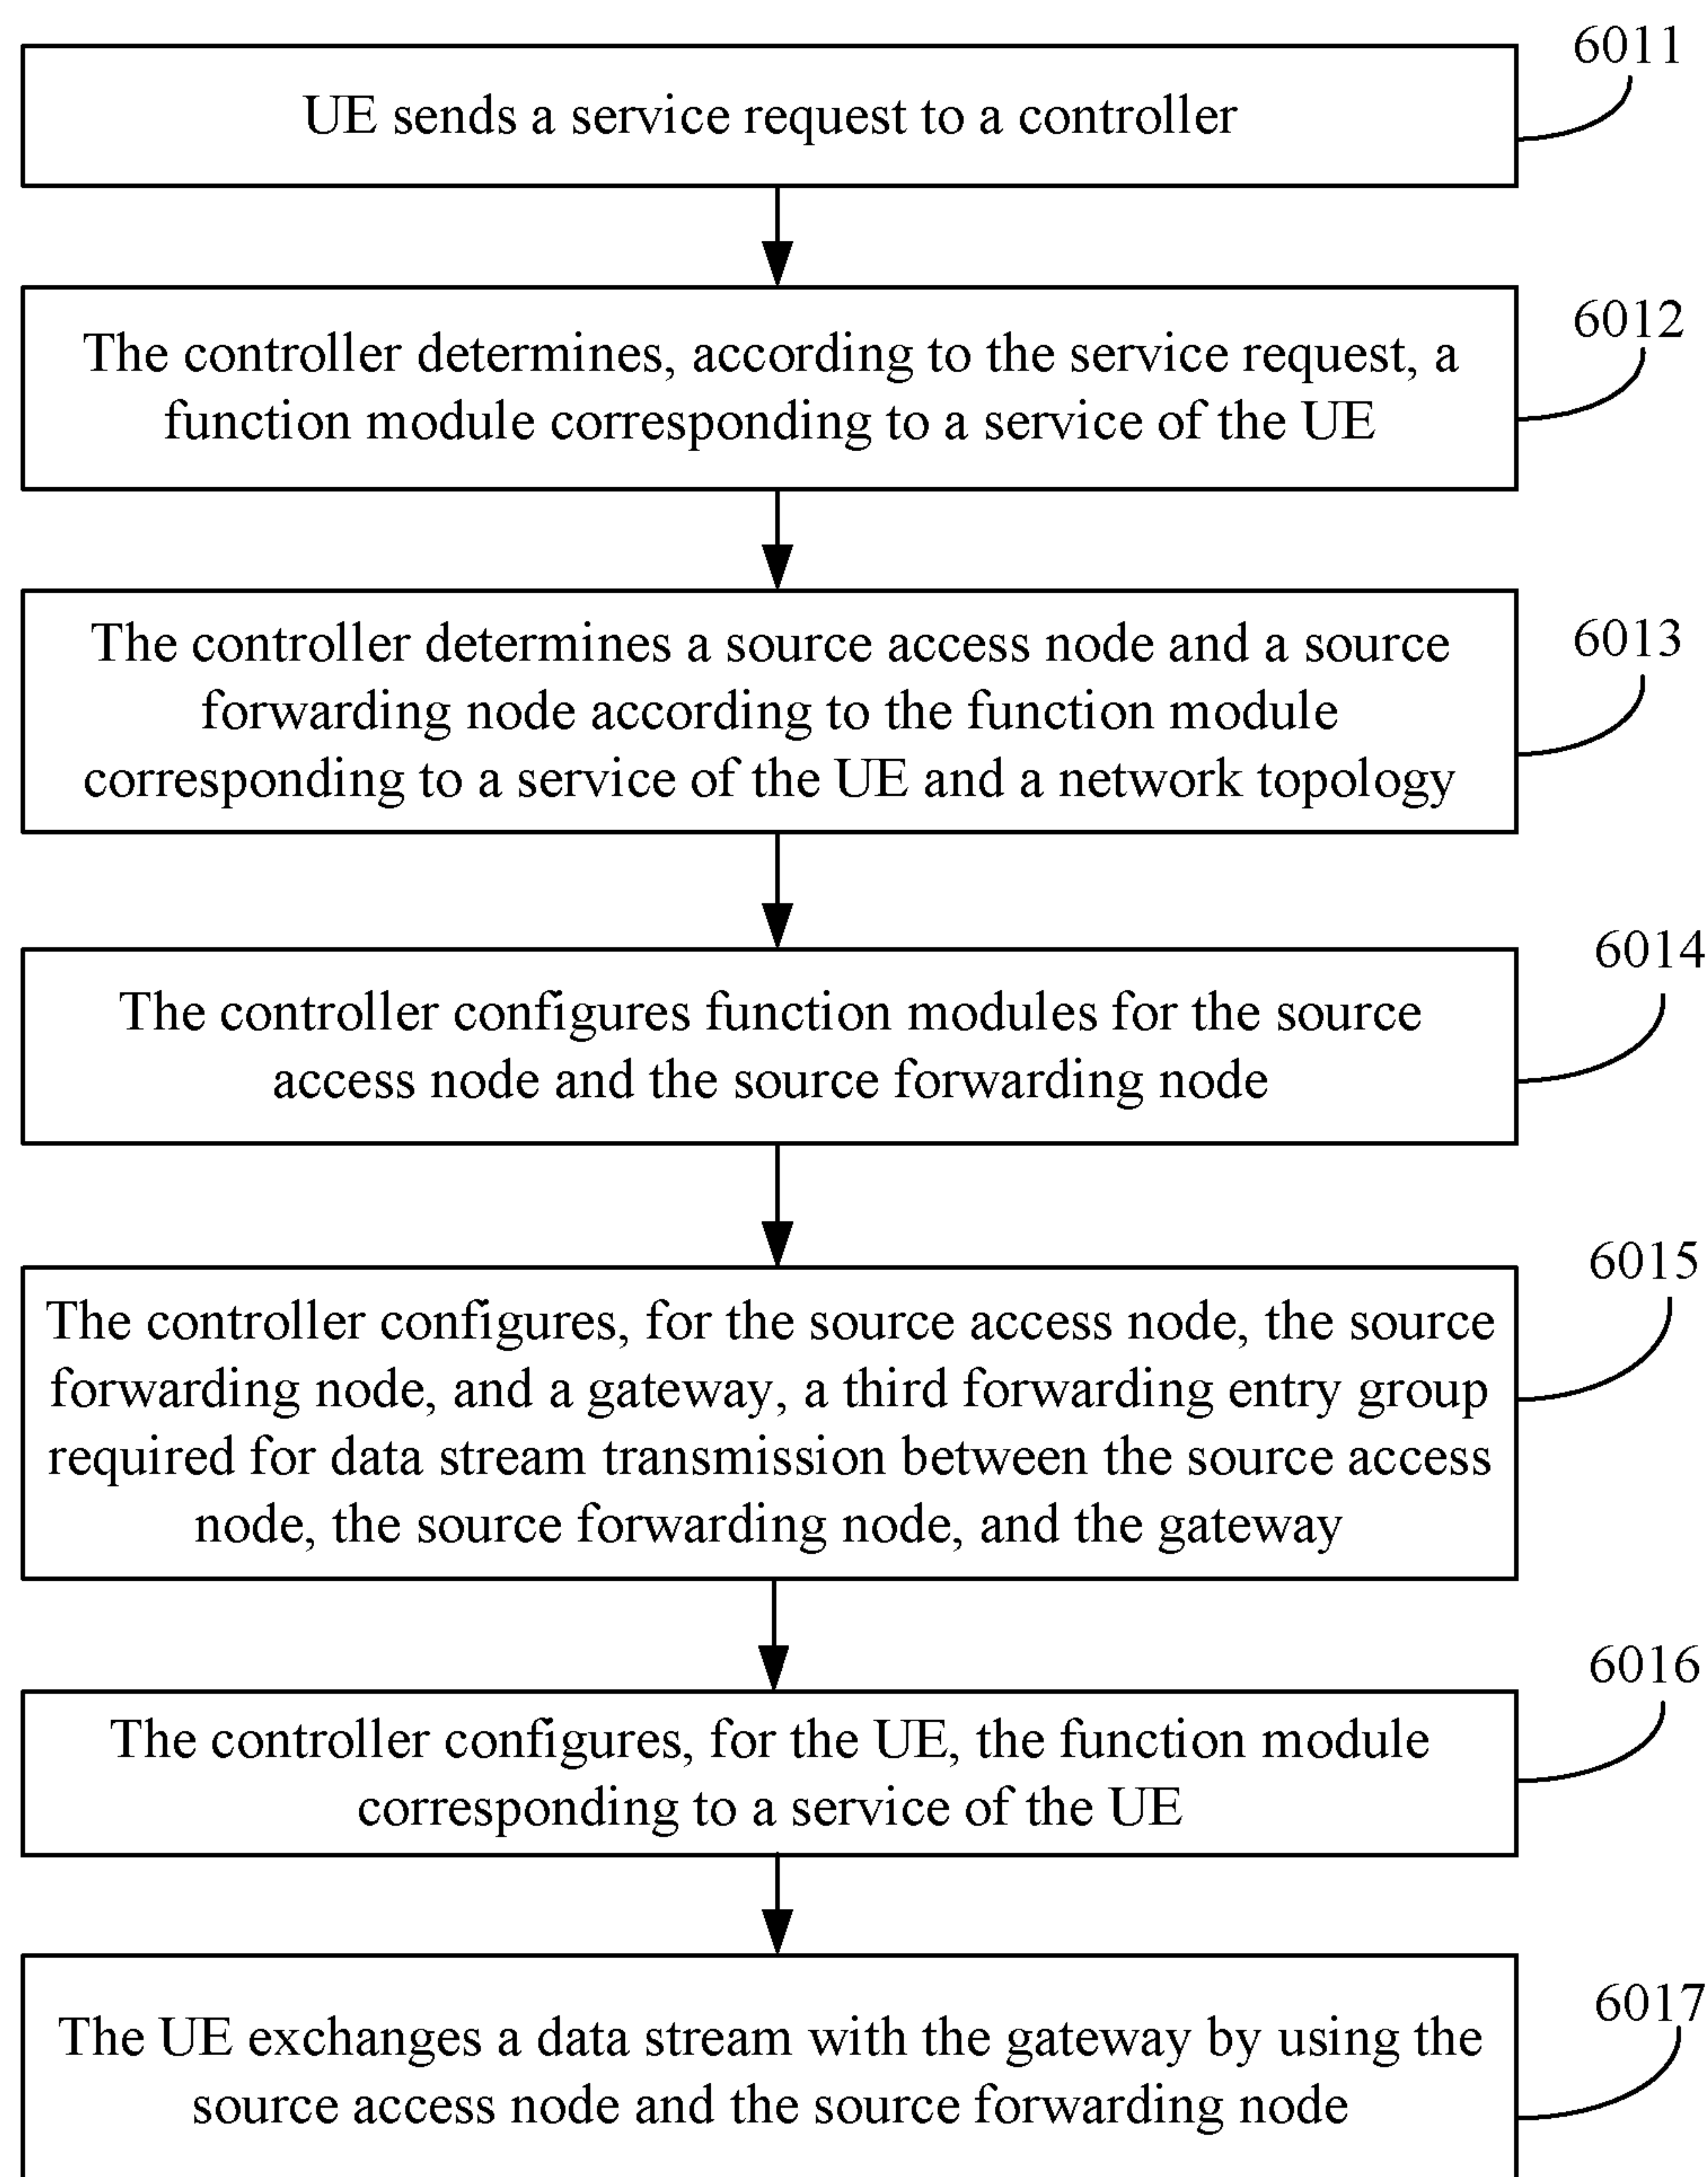 6011
UE sends a service request to a controller
6012
The controller determines, according to the service request, a
function module corresponding to a service of the UE
6013
The controller determines a source access node and a source
forwarding node according to the function module
corresponding to a service of the UE and a network topology
6014
The controller configures function modules for the source
access node and the source forwarding node
6015
The controller configures, for the source access node, the source
forwarding node, and a gateway, a third forwarding entry group
required for data stream transmission between the source access
node, the source forwarding node, and the gateway
6016
The controller configures, for the UE, the function module
corresponding to a service of the UE
6017
The UE exchanges a data stream with the gateway by using the
source access node and the source forwarding node